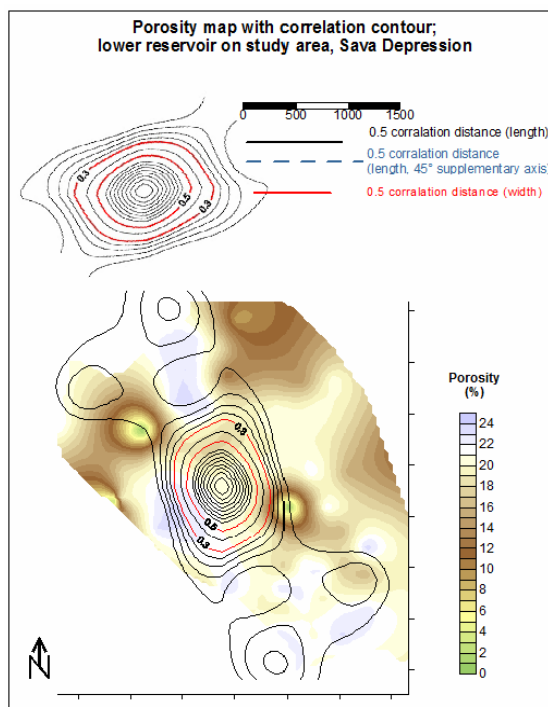 Porosity map with correlation contour;
lower reservoir on study area, Sava Depression
0 500 1000 1500
0.5 corralation distance (length)
0.5 corralation distance
(length, 45° supplementary axis)
0.5 corralation distance (width)
0.3
0.5
0.3
Porosity
(%)
24
22
20
18
16
14
12
10
8
6
4
2
0
0.3
0.5
0.3
N